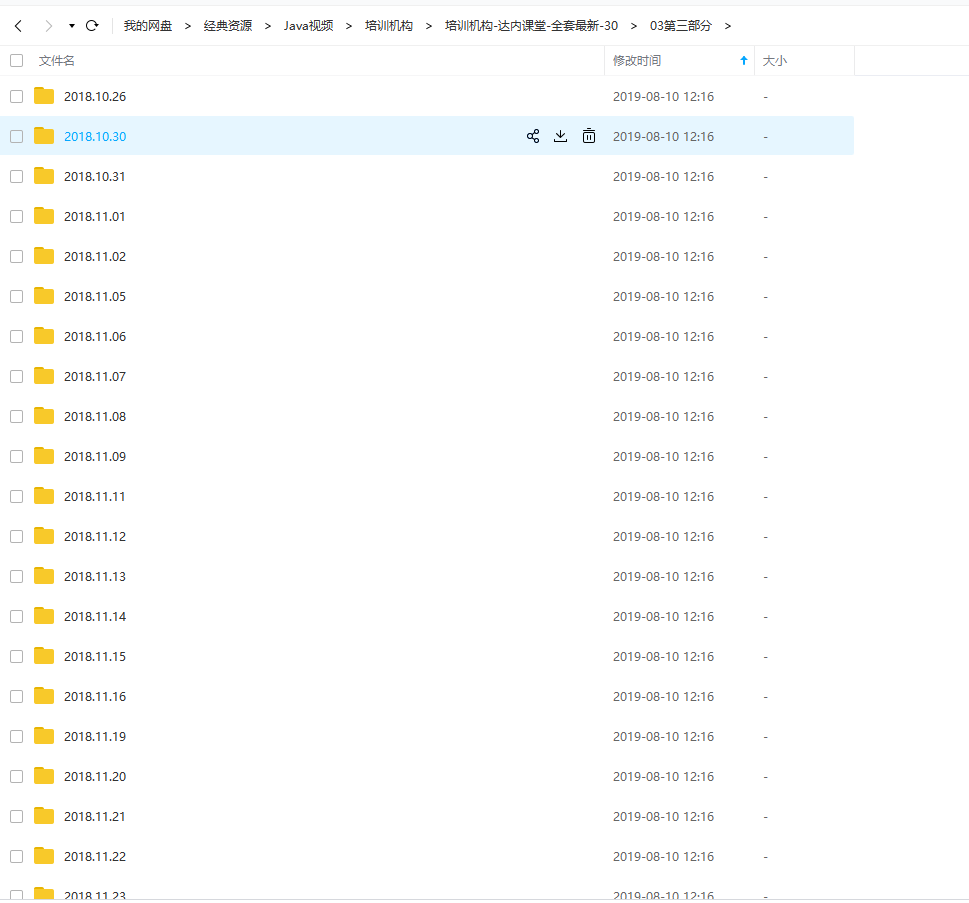 我的网盘 > 经典资源 > Java视频 > 培训机构 > 培训机构-达内课堂-全套最新-30 > 03第三部分 >
文件名 修改时间 大小
2018.10.26 2019-08-10 12:16 -
2018.10.30 2019-08-10 12:16 -
2018.10.31 2019-08-10 12:16 -
2018.11.01 2019-08-10 12:16 -
2018.11.02 2019-08-10 12:16 -
2018.11.05 2019-08-10 12:16 -
2018.11.06 2019-08-10 12:16 -
2018.11.07 2019-08-10 12:16 -
2018.11.08 2019-08-10 12:16 -
2018.11.09 2019-08-10 12:16 -
2018.11.11 2019-08-10 12:16 -
2018.11.12 2019-08-10 12:16 -
2018.11.13 2019-08-10 12:16 -
2018.11.14 2019-08-10 12:16 -
2018.11.15 2019-08-10 12:16 -
2018.11.16 2019-08-10 12:16 -
2018.11.19 2019-08-10 12:16 -
2018.11.20 2019-08-10 12:16 -
2018.11.21 2019-08-10 12:16 -
2018.11.22 2019-08-10 12:16 -
2018.11.23 2019-08-10 12:16 -